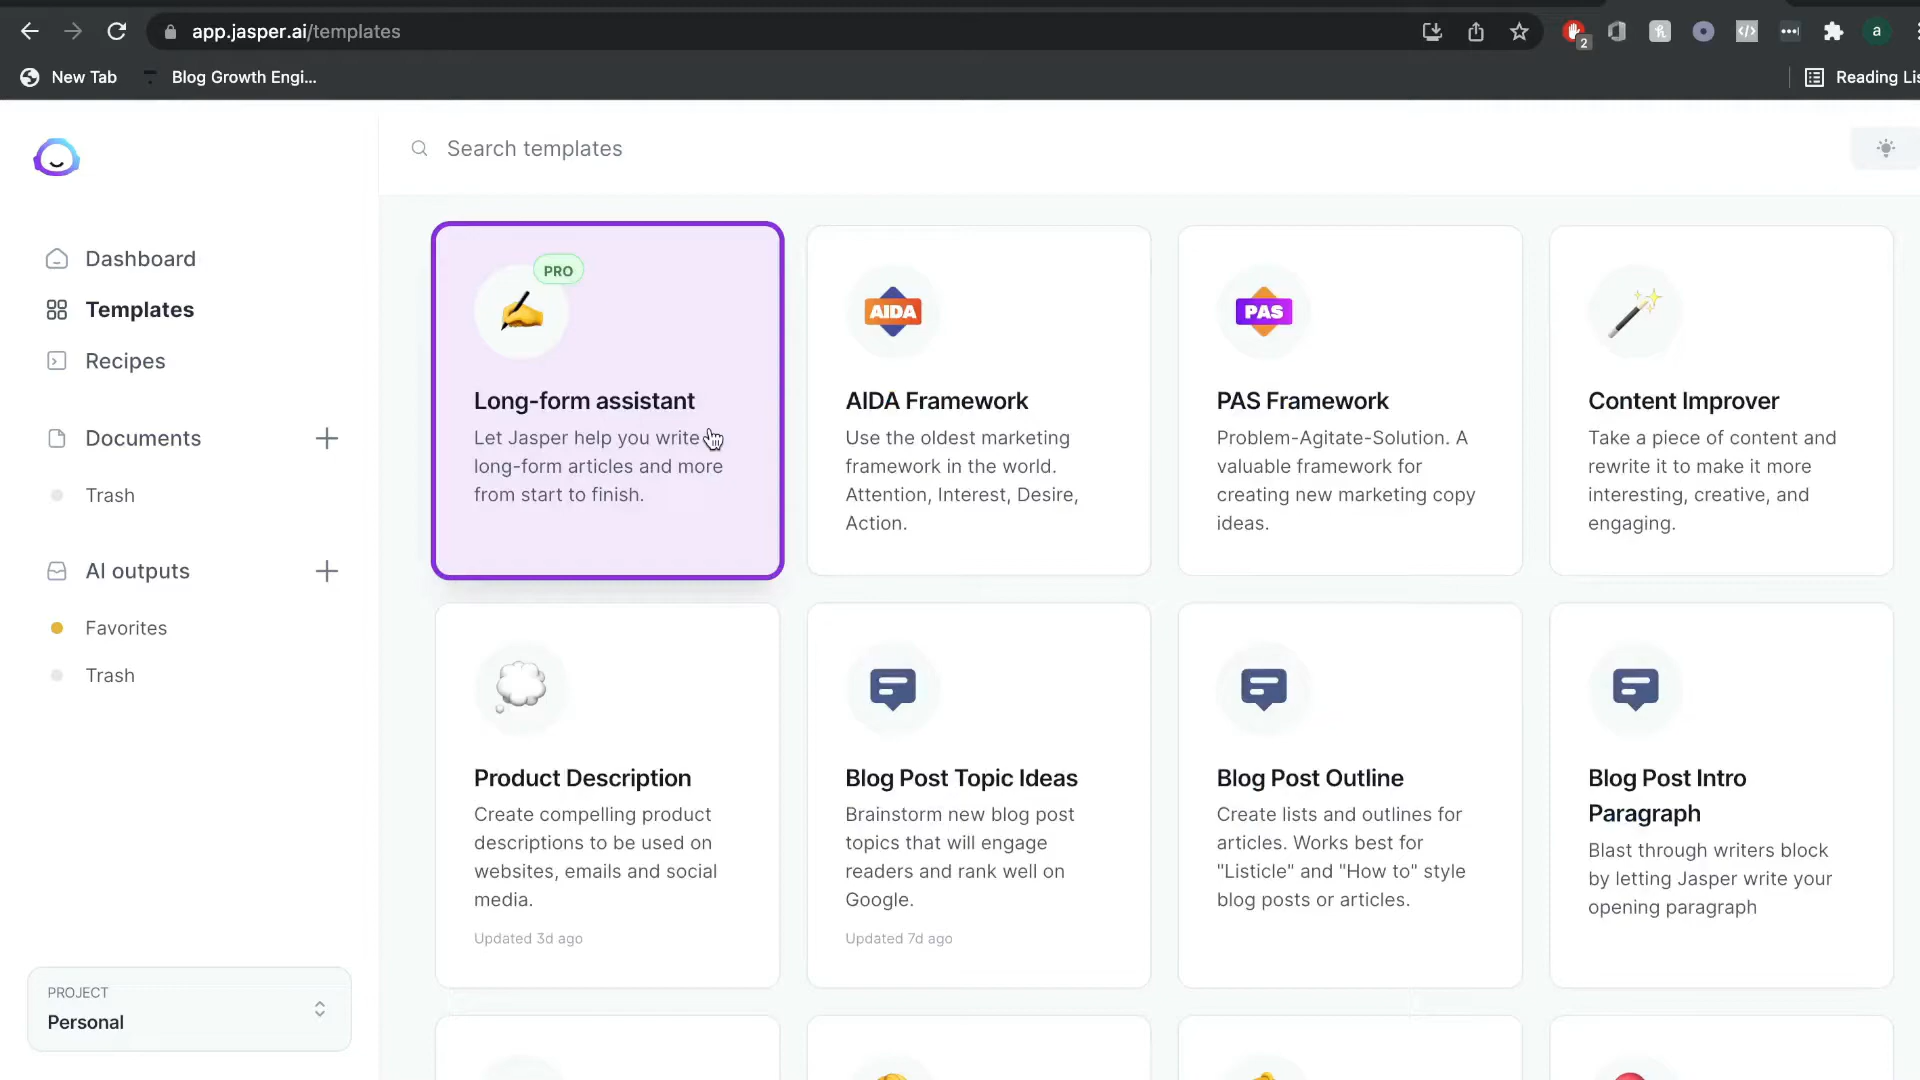 app.jasper.ai/templates
2
a
New Tab
Blog Growth Engi...
Reading Lis
Search templates
Dashboard
Templates
Recipes
Documents
Trash
AI outputs
Favorites
Trash
PROJECT
Personal
PRO
Long-form assistant
Let Jasper help you write
long-form articles and more
from start to finish.
AIDA
AIDA Framework
Use the oldest marketing
framework in the world.
Attention, Interest, Desire,
Action.
PAS
PAS Framework
Problem-Agitate-Solution. A
valuable framework for
creating new marketing copy
ideas.
Content Improver
Take a piece of content and
rewrite it to make it more
interesting, creative, and
engaging.
Product Description
Create compelling product
descriptions to be used on
websites, emails and social
media.
Updated 3d ago
Blog Post Topic Ideas
Brainstorm new blog post
topics that will engage
readers and rank well on
Google.
Updated 7d ago
Blog Post Outline
Create lists and outlines for
articles. Works best for
"Listicle" and "How to" style
blog posts or articles.
Blog Post Intro
Paragraph
Blast through writers block
by letting Jasper write your
opening paragraph